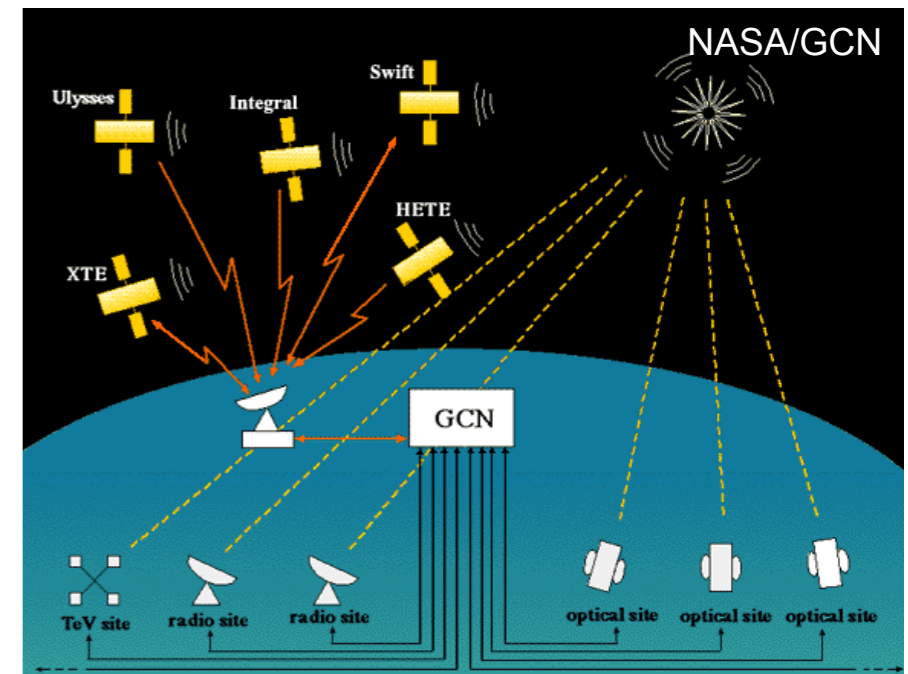 NASA/GCN
Swift
Ulysses
Integral
HETE
XTE
GCN
TeV site
radio site
radio site
optical site
optical site
optical site